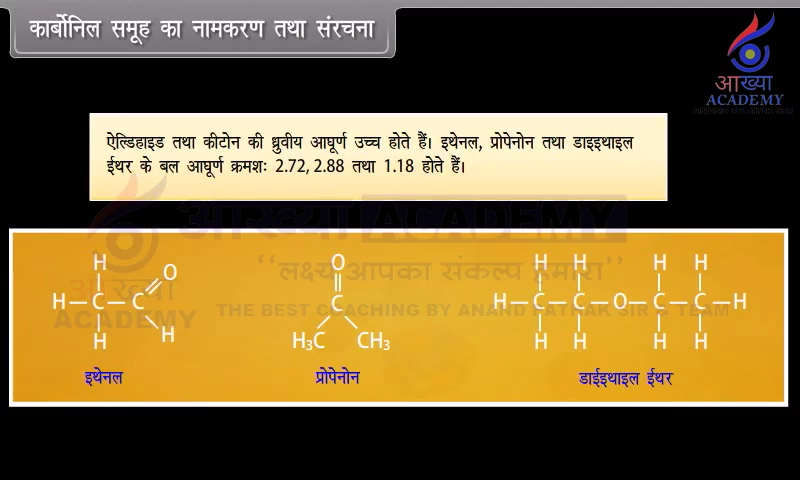 कार्बोनिल समूह का नामकरण तथा संरचना
आख्या
ACADEMY
ऐल्डिहाइड तथा कीटोन की ध्रुवीय आघूर्ण उच्च होते हैं। इथेनल, प्रोपेनोन तथा डाइइथाइल
ईथर के बल आघूर्ण क्रमशः 2.72, 2.88 तथा 1.18 होते हैं।
आख्या ACADEMY
‘‘लक्ष्य आपका संकल्प हमारा’’
THE BEST COACHING BY ANAND PATHAK SIR & TEAM
आख्या
ACADEMY
H O
H C C
H H
O
C
H₃C CH₃
H H H H
H C C O C C H
H H H H
इथेनल प्रोपेनोन डाईइथाइल ईथर